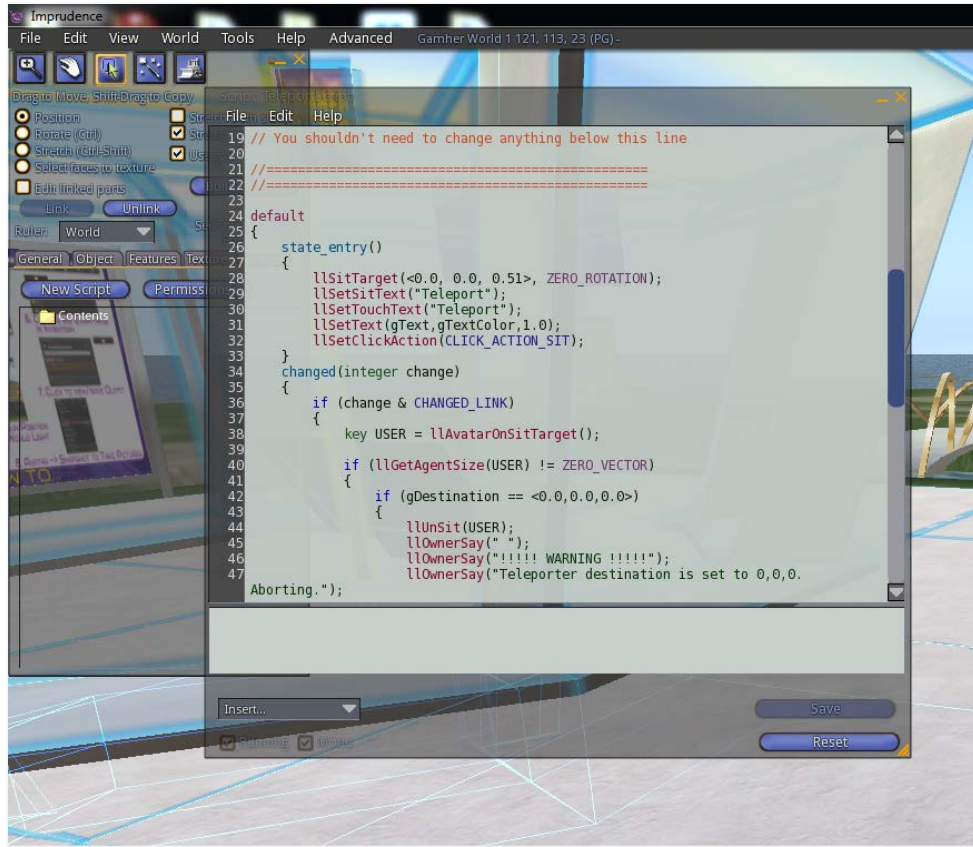 Imprudence
File Edit View World Tools Help Advanced Gamher World 1 121, 113, 23 (PG) -
Drag to Move, Shift-Drag to Copy
Position
Rotate (Ctrl)
Stretch (Ctrl-Shift)
Select faces to texture
Edit linked parts
Link Unlink
Ruler: World
General Object Features
New Script
Contents
File Edit Help
19 // You shouldn't need to change anything below this line
20
21 //================================================
22 //================================================
23
24 default
25 {
26 state_entry()
27 {
28 llSitTarget(<0.0, 0.0, 0.51>, ZERO_ROTATION);
29 llSetSitText("Teleport");
30 llSetTouchText("Teleport");
31 llSetText(gText,gTextColor,1.0);
32 llSetClickAction(CLICK_ACTION_SIT);
33 }
34 changed(integer change)
35 {
36 if (change & CHANGED_LINK)
37 {
38 key USER = llAvatarOnSitTarget();
39
40 if (llGetAgentSize(USER) != ZERO_VECTOR)
41 {
42 if (gDestination == <0.0,0.0,0.0>)
43 {
44 llUnSit(USER);
45 llOwnerSay(" ");
46 llOwnerSay("!!!!! WARNING !!!!!");
47 llOwnerSay("Teleporter destination is set to 0,0,0.
Aborting.");
Insert...
Save
Running Mono
Reset